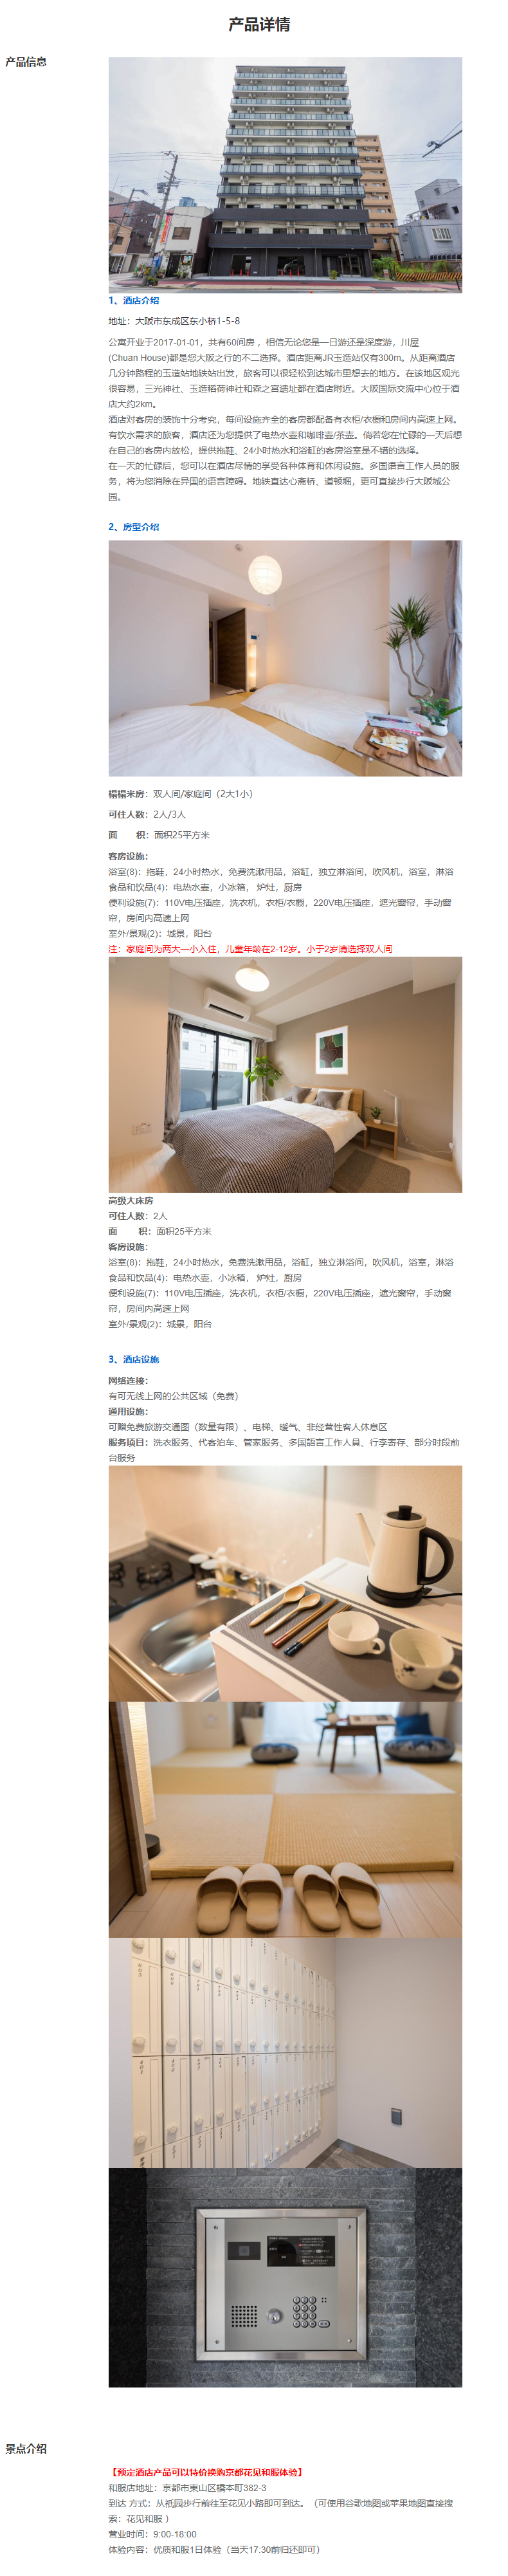 产品详情
产品信息
1、酒店介绍
地址：大阪市东成区东小桥1-5-8
公寓开业于2017-01-01，共有60间房 ，相信无论您是一日游还是深度游，川屋
(Chuan House)都是您大阪之行的不二选择。酒店距离JR玉造站仅有300m。从距离酒店
几分钟路程的玉造站地铁站出发，旅客可以很轻松到达城市里想去的地方。在该地区观光
很容易，三光神社、玉造稻荷神社和森之宫遗址都在酒店附近。大阪国际交流中心位于酒
店大约2km。
酒店对客房的装饰十分考究，每间设施齐全的客房都配备有衣柜/衣橱和房间内高速上网。
有饮水需求的旅客，酒店还为您提供了电热水壶和咖啡壶/茶壶。倘若您在忙碌的一天后想
在自己的客房内放松，提供拖鞋、24小时热水和浴缸的客房浴室是不错的选择。
在一天的忙碌后，您可以在酒店尽情的享受各种体育和休闲设施。多国语言工作人员的服
务，将为您消除在异国的语言障碍。地铁直达心斋桥、道顿堀，更可直接步行大阪城公
园。
2、房型介绍
榻榻米房：双人间/家庭间（2大1小）
可住人数：2人/3人
面 积：面积25平方米
客房设施：
浴室(8)：拖鞋，24小时热水，免费洗漱用品，浴缸，独立淋浴间，吹风机，浴室，淋浴
食品和饮品(4)：电热水壶，小冰箱， 炉灶，厨房
便利设施(7)：110V电压插座，洗衣机，衣柜/衣橱，220V电压插座，遮光窗帘，手动窗
帘，房间内高速上网
室外/景观(2)：城景，阳台
注：家庭间为两大一小入住，儿童年龄在2-12岁。小于2岁请选择双人间
高级大床房
可住人数：2人
面 积：面积25平方米
客房设施：
浴室(8)：拖鞋，24小时热水，免费洗漱用品，浴缸，独立淋浴间，吹风机，浴室，淋浴
食品和饮品(4)：电热水壶，小冰箱， 炉灶，厨房
便利设施(7)：110V电压插座，洗衣机，衣柜/衣橱，220V电压插座，遮光窗帘，手动窗
帘，房间内高速上网
室外/景观(2)：城景，阳台
3、酒店设施
网络连接：
有可无线上网的公共区域（免费）
通用设施：
可赠免费旅游交通图（数量有限）、电梯、暖气、非经营性客人休息区
服务项目：洗衣服务、代客泊车、管家服务、多国語言工作人員、行李寄存、部分时段前
台服务
景点介绍
【预定酒店产品可以特价换购京都花见和服体验】
和服店地址：京都市東山区橋本町382-3
到达 方式：从祗园步行前往至花见小路即可到达。（可使用谷歌地图或苹果地图直接搜
索：花见和服 ）
营业时间：9:00-18:00
体验内容：优质和服1日体验（当天17:30前归还即可）